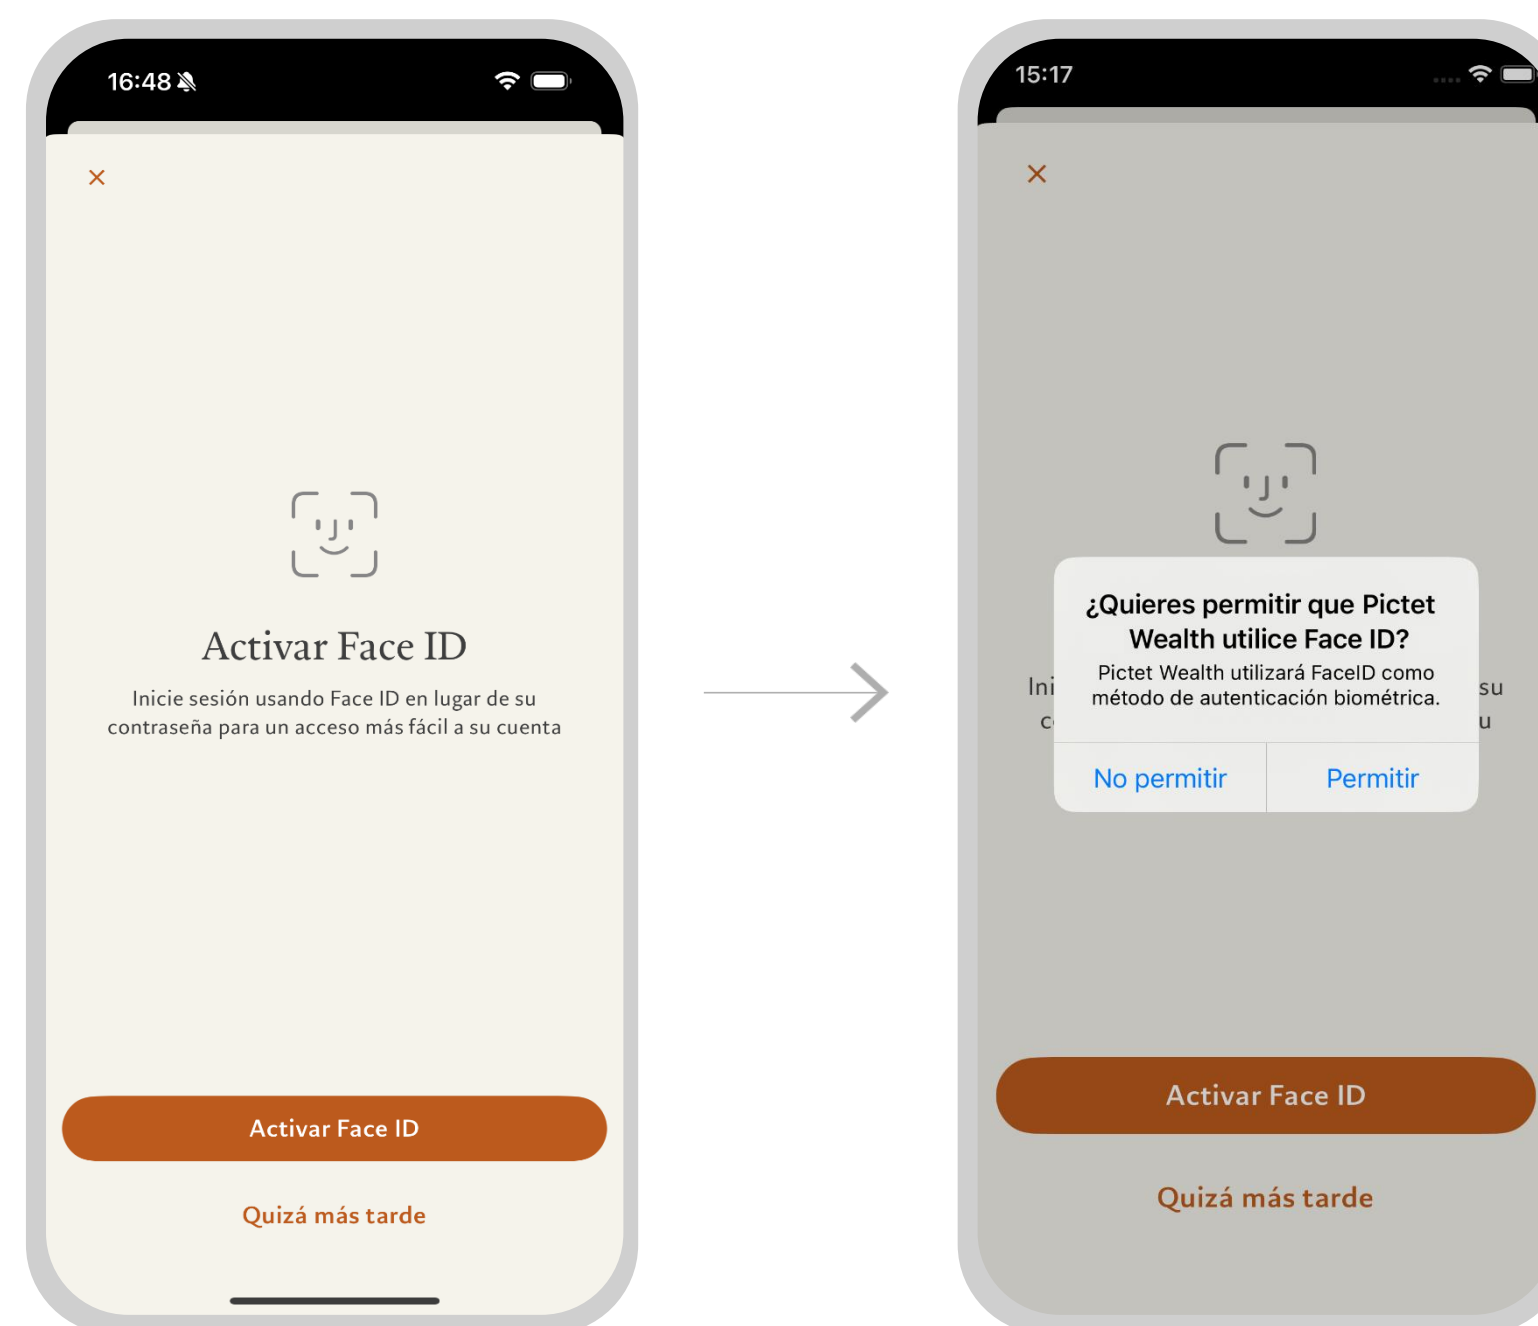 16:48
Activar Face ID
Inicie sesión usando Face ID en lugar de su
contraseña para un acceso más fácil a su cuenta
Activar Face ID
Quizá más tarde
15:17
¿Quieres permitir que Pictet
Wealth utilice Face ID?
Pictet Wealth utilizará FaceID como
método de autenticación biométrica.
Ini su
c u
No permitir Permitir
Activar Face ID
Quizá más tarde